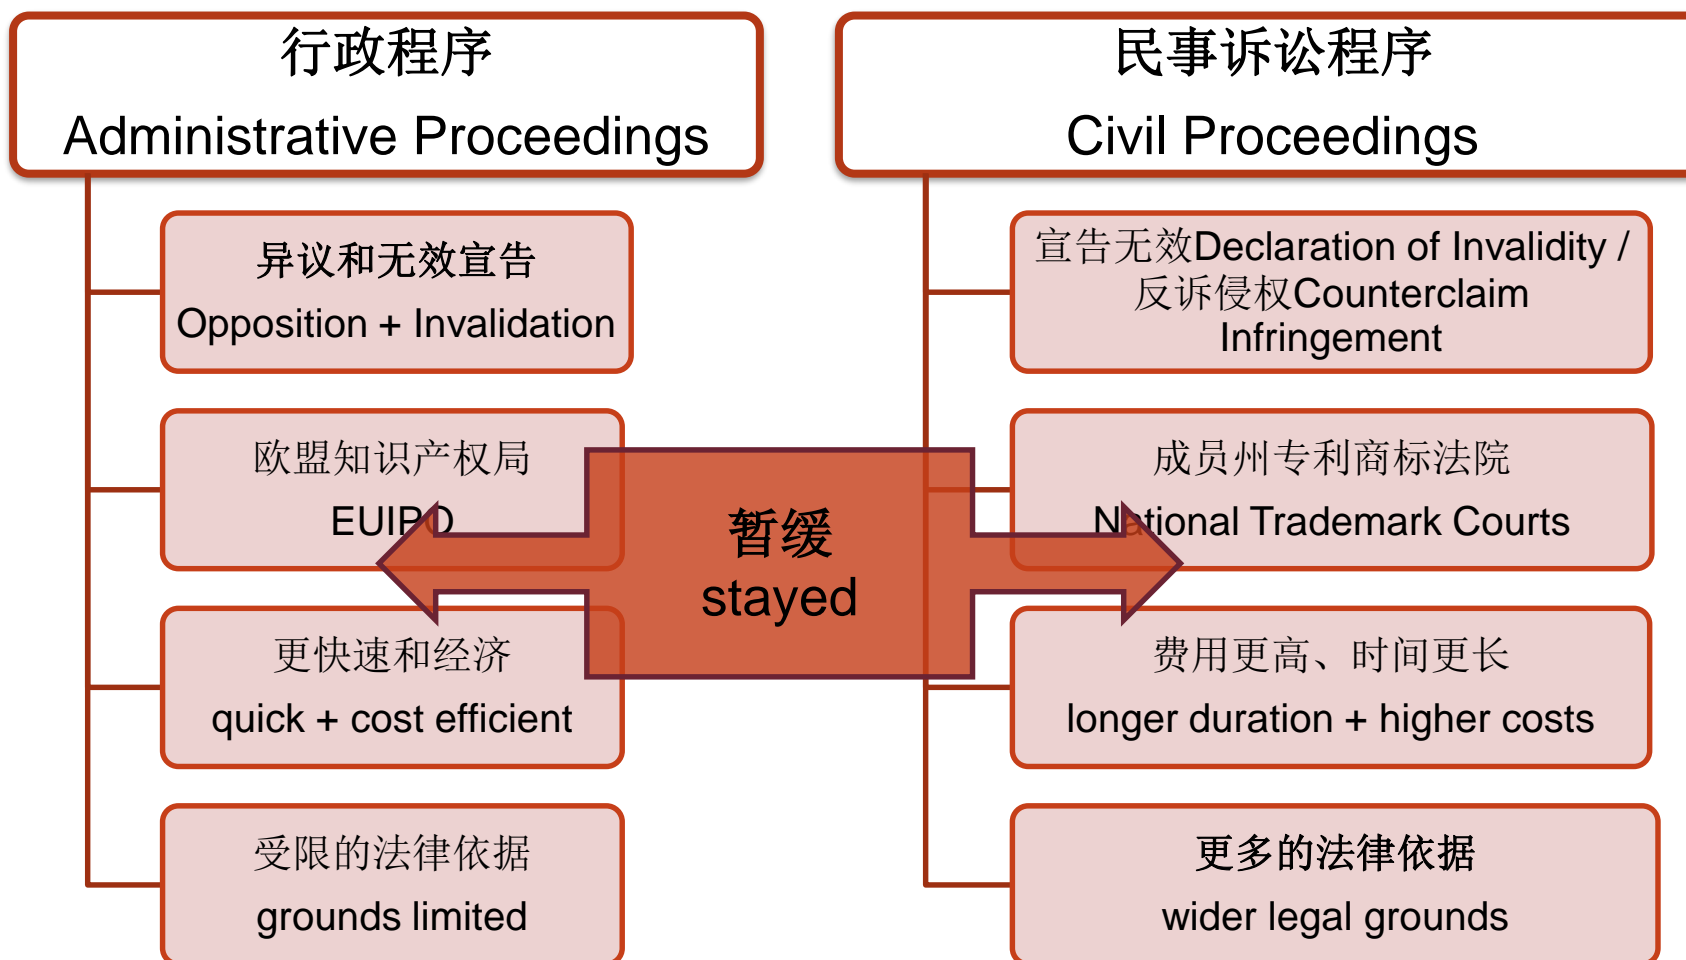 行政程序
Administrative Proceedings
异议和无效宣告
Opposition + Invalidation
欧盟知识产权局
EUIPO
更快速和经济
quick + cost efficient
受限的法律依据
grounds limited
暂缓
stayed
民事诉讼程序
Civil Proceedings
宣告无效Declaration of Invalidity /
反诉侵权Counterclaim
Infringement
成员州专利商标法院
National Trademark Courts
费用更高、时间更长
longer duration + higher costs
更多的法律依据
wider legal grounds